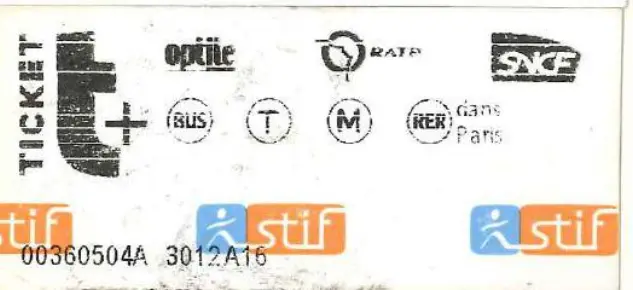 TICKET t+
optile RATP SNCF
BUS T M RER dans Paris
stif stif stif
00360504A 3012A16